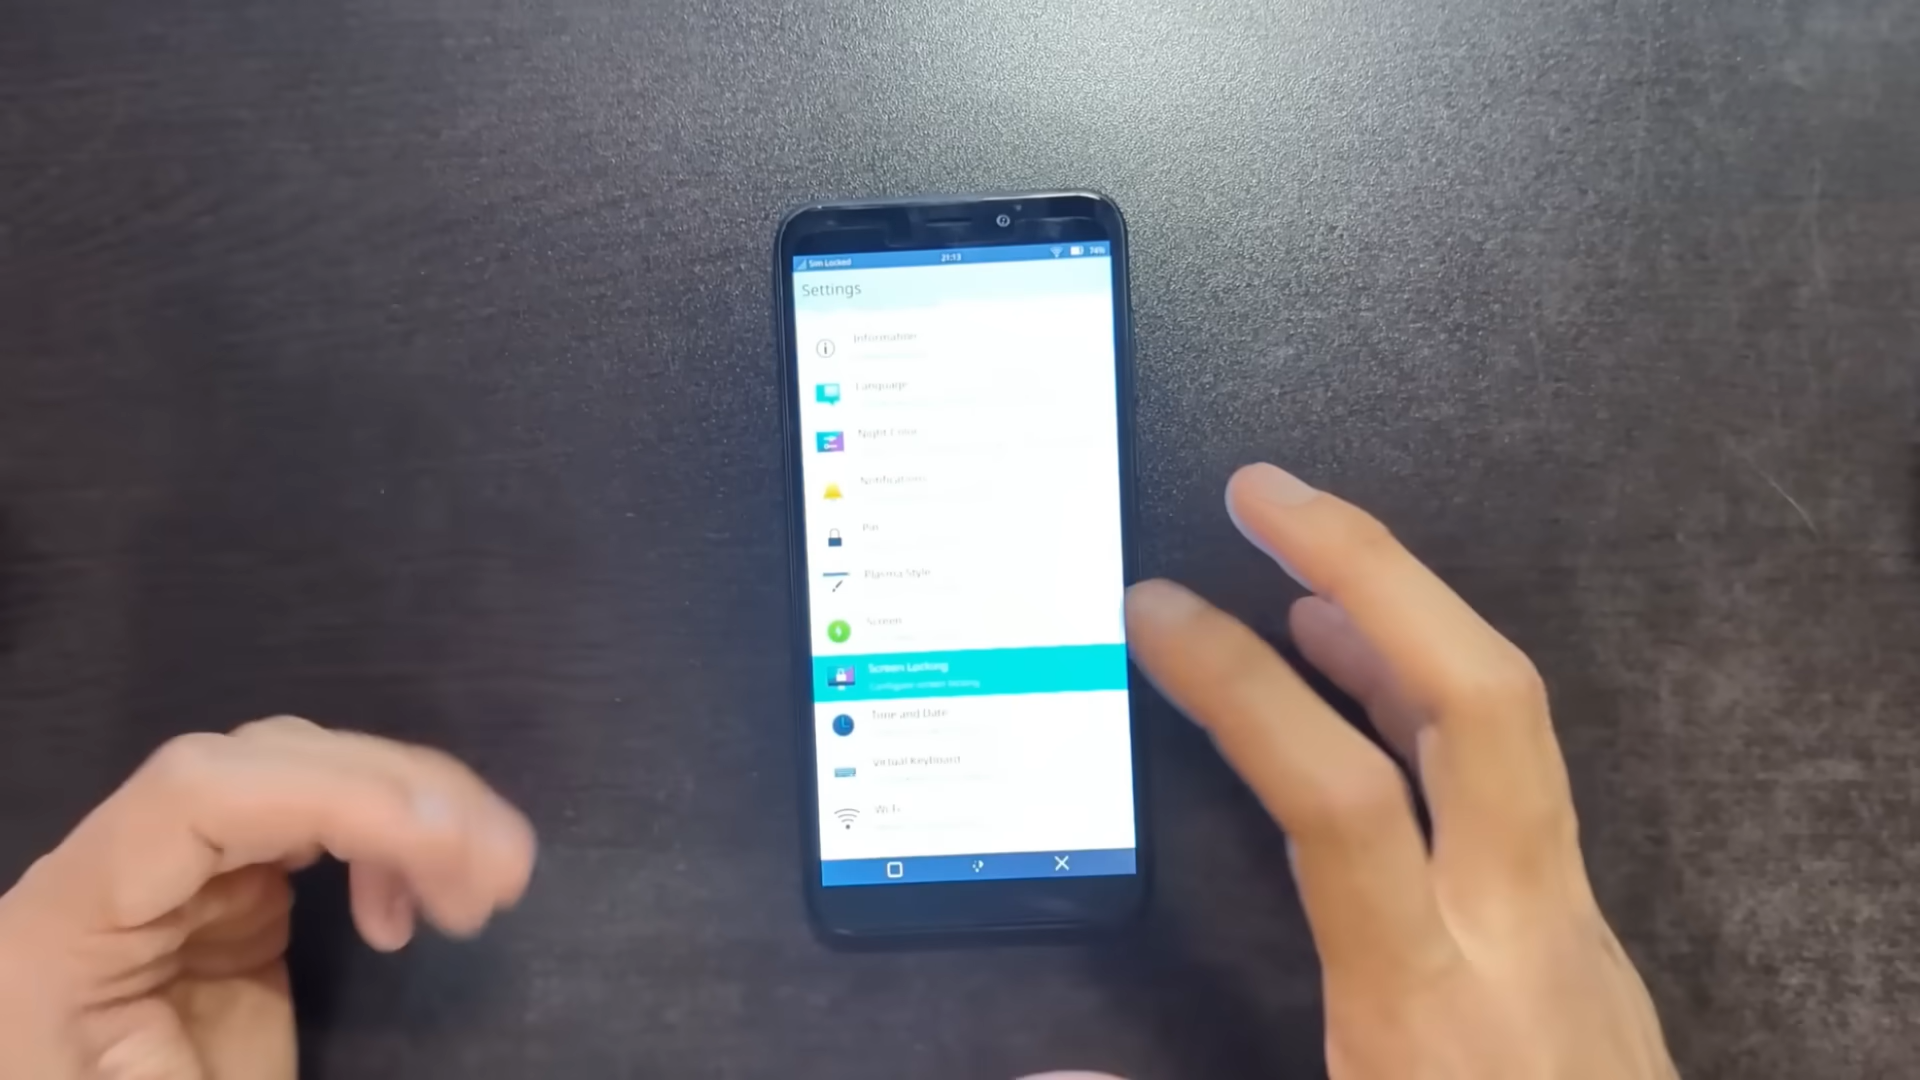 Sim Locked 21:13 74%
Settings
Information
Language
Night Color
Notifications
Pin
Plasma Style
Screen
Screen Locking
Configure screen locking
Time and Date
Virtual Keyboard
Wi-Fi